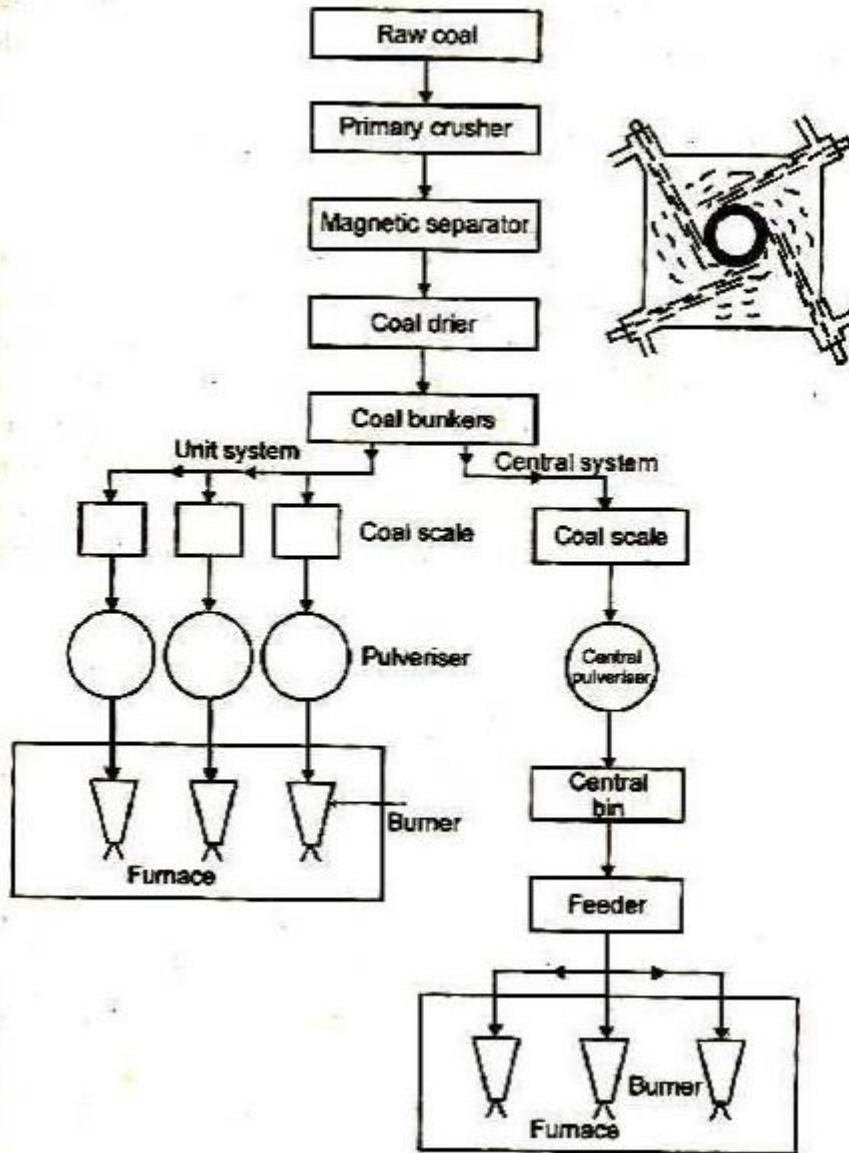 Raw coal
Primary crusher
Magnetic separator
Coal drier
Coal bunkers
Unit system
Central system
Coal scale
Coal scale
Pulveriser
Central
pulveriser
Burner
Furnace
Central
bin
Feeder
Burner
Furnace